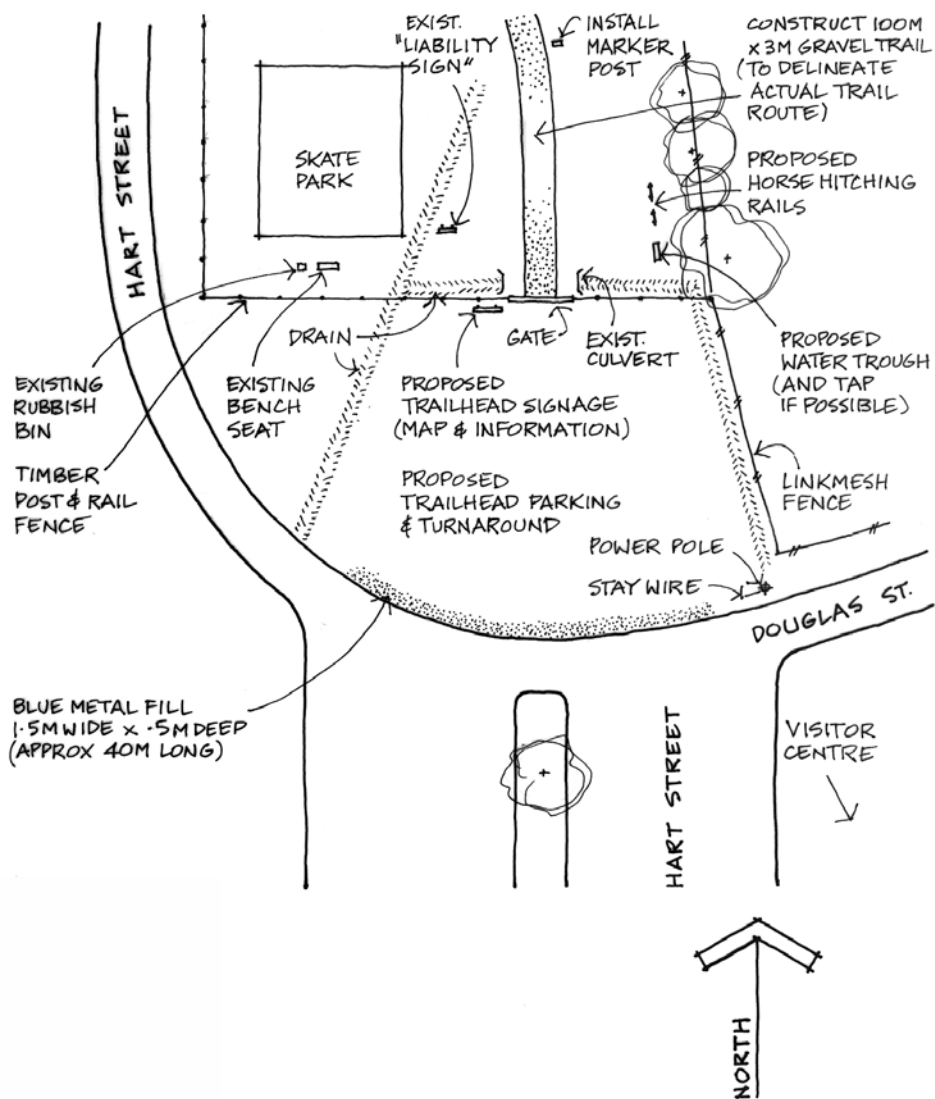 EXIST.
"LIABILITY
SIGN"
INSTALL
MARKER
POST
CONSTRUCT 100M
x 3M GRAVEL TRAIL
(TO DELINEATE
ACTUAL TRAIL
ROUTE)
SKATE
PARK
PROPOSED
HORSE HITCHING
RAILS
HART STREET
DRAIN
GATE
EXIST.
CULVERT
EXISTING
RUBBISH
BIN
EXISTING
BENCH
SEAT
PROPOSED
TRAILHEAD SIGNAGE
(MAP & INFORMATION)
PROPOSED
WATER TROUGH
(AND TAP
IF POSSIBLE)
TIMBER
POST & RAIL
FENCE
PROPOSED
TRAILHEAD PARKING
& TURNAROUND
LINKMESH
FENCE
POWER POLE
STAY WIRE
DOUGLAS ST.
BLUE METAL FILL
1.5M WIDE x .5M DEEP
(APPROX 40M LONG)
HART STREET
VISITOR
CENTRE
NORTH